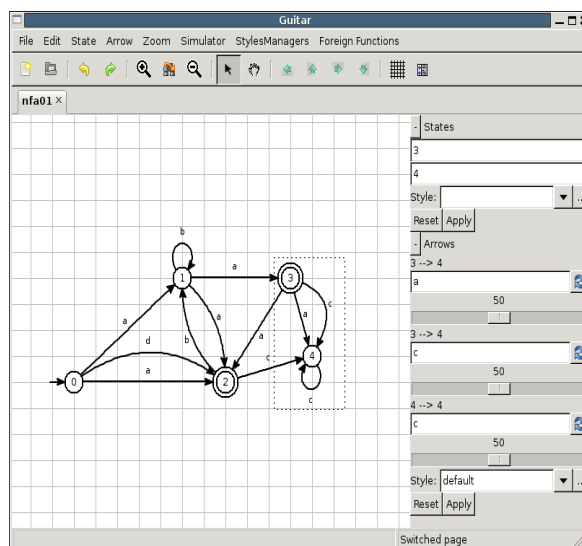 Guitar
File Edit State Arrow Zoom Simulator StylesManagers Foreign Functions
nfa01 ×
- States
3
4
Style:
Reset Apply
- Arrows
3 --> 4
a
50
3 --> 4
c
50
4 --> 4
c
50
Style: default
Reset Apply
b
1
a
3
a
a
b
a
a
c
d
0
a
2
c
4
c
Switched page